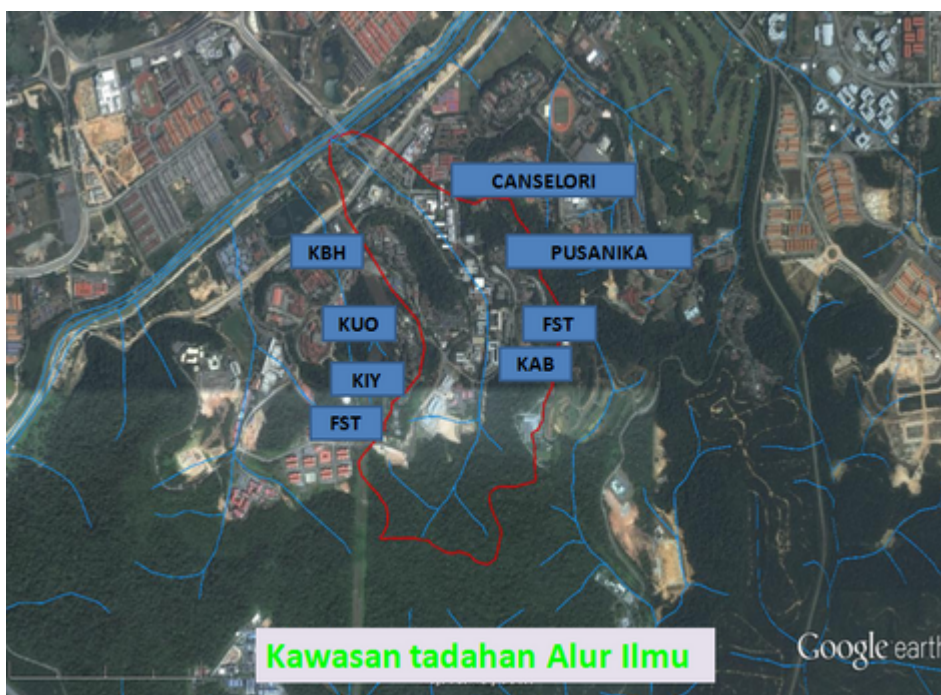 CANSELORI
KBH
PUSANIKA
KUO
FST
KIY
KAB
FST
Kawasan tadahan Alur Ilmu
Google earth